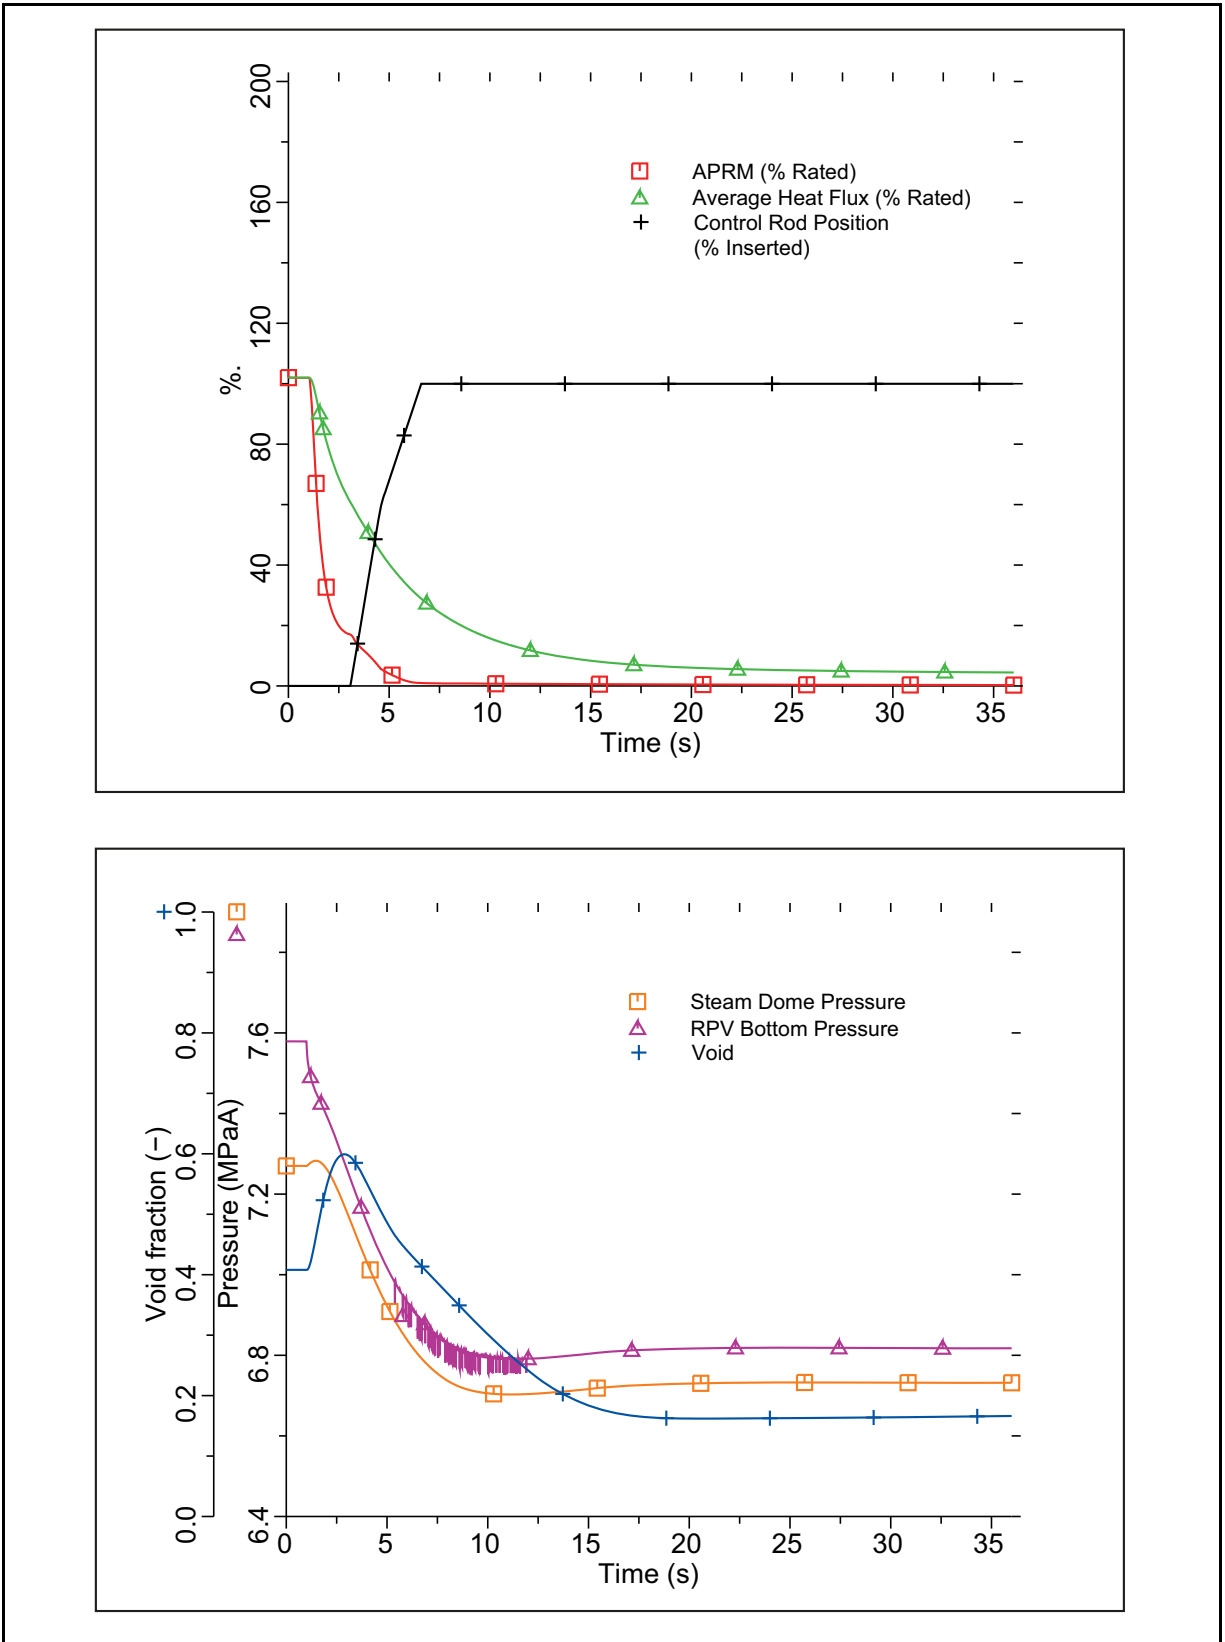 200
160
120
80
40
0
%.
APRM (% Rated)
Average Heat Flux (% Rated)
Control Rod Position
(% Inserted)
0 5 10 15 20 25 30 35
Time (s)
1.0
0.8
0.6
0.4
0.2
0.0
Void fraction (−)
7.6
7.2
6.8
6.4
Pressure (MPaA)
Steam Dome Pressure
RPV Bottom Pressure
Void
0 5 10 15 20 25 30 35
Time (s)